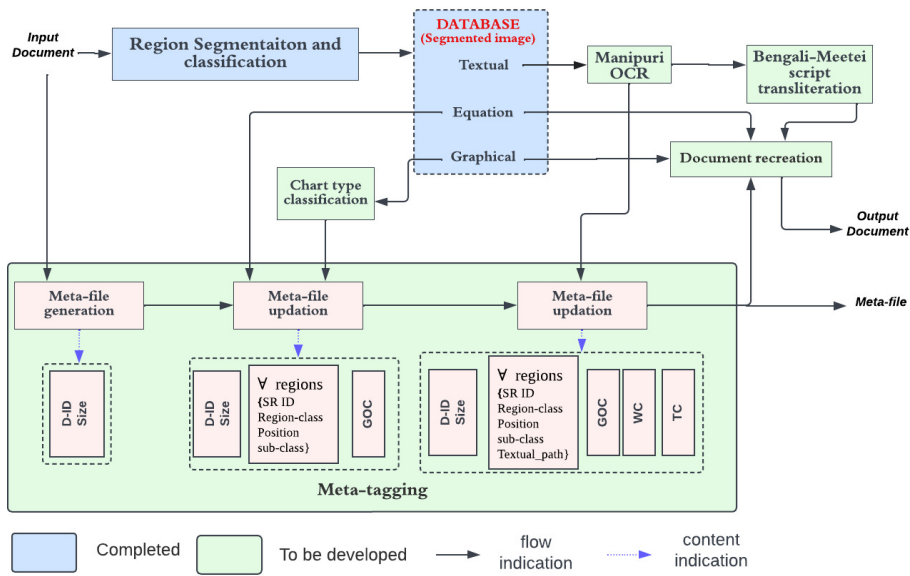 Input
Document
Region Segmentaiton and
classification
DATABASE
(Segmented image)
Textual
Equation
Graphical
Manipuri
OCR
Bengali-Meetei
script
transliteration
Document recreation
Chart type
classification
Output
Document
Meta-file
generation
Meta-file
updation
Meta-file
updation
Meta-file
D-ID
Size
D-ID
Size
∀ regions
{SR ID
Region-class
Position
sub-class}
GOC
D-ID
Size
∀ regions
{SR ID
Region-class
Position
sub-class
Textual_path}
GOC
WC
TC
Meta-tagging
Completed
To be developed
flow
indication
content
indication